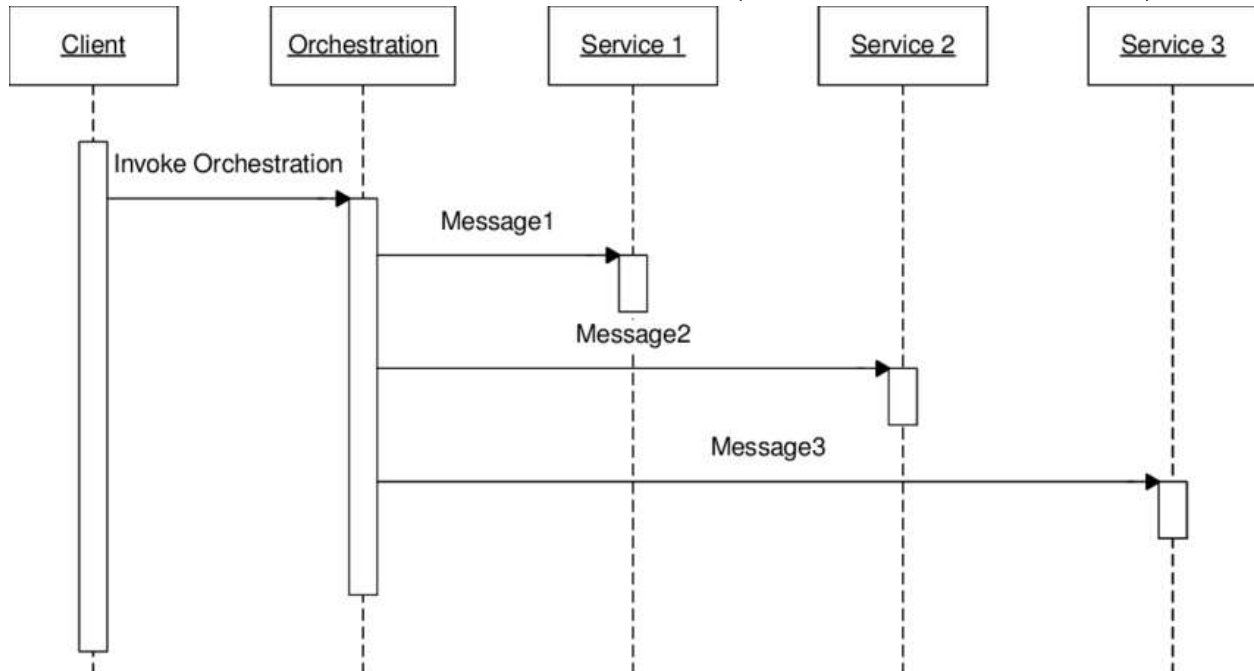 Client
Orchestration
Service 1
Service 2
Service 3
Invoke Orchestration
Message1
Message2
Message3